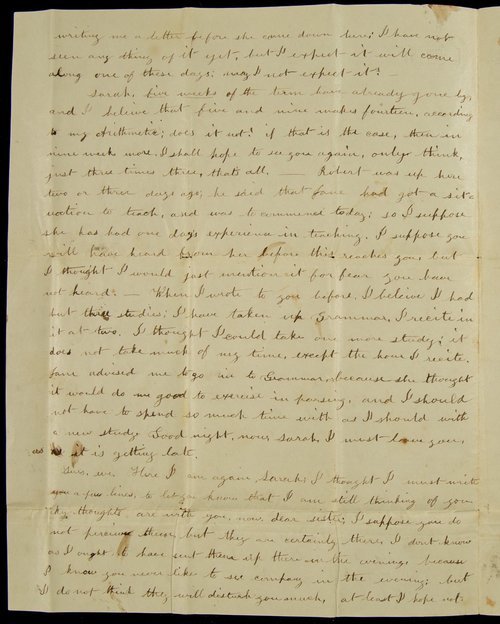 writing me a letter before she came down here; I have not
seen any thing of it yet, but I expect it will come
along one of these days; may I not expect it?
Sarah, five weeks of the term have already gone by,
and I believe that five and nine makes fourteen, according
to my Arithmetic; does it not? if that is the case, then in
nine weeks more, I shall hope to see you again, only think,
just three times three, thats all. — Robert was up here
two or three days ago; he said that Jane had got a sit-
uation to teach, and was to commence today; so I suppose
she has had one days experience in teaching. I suppose you
will have heard from her before this reaches you but
I thought I would just mention it for fear you have
not heard. — When I wrote to you before, I beleive I had
but three studies; I have taken up Grammar, I recite in
it at two. I thought I could take one more study; it
does not take much of my time, except the hour I recite.
Jane advised me to go in to Grammar, because she thought
it would do me good to exercise in parsing, and I should
not have to spend so much time with as I should with
a new study. Good night, now Sarah, I must leave you,
as it is getting late.
Here I am again, Sarah; I thought I must write
you a few lines, to let you know that I am still thinking of you
My thoughts, are with you, now, dear sister; I suppose you do
not perceive them, but they are certainly there, I dont know
as I ought to have sent them up there in the evening, because
I know you never like to see company in the evening; but
I do not think they will disturb you much, at least I hope not.